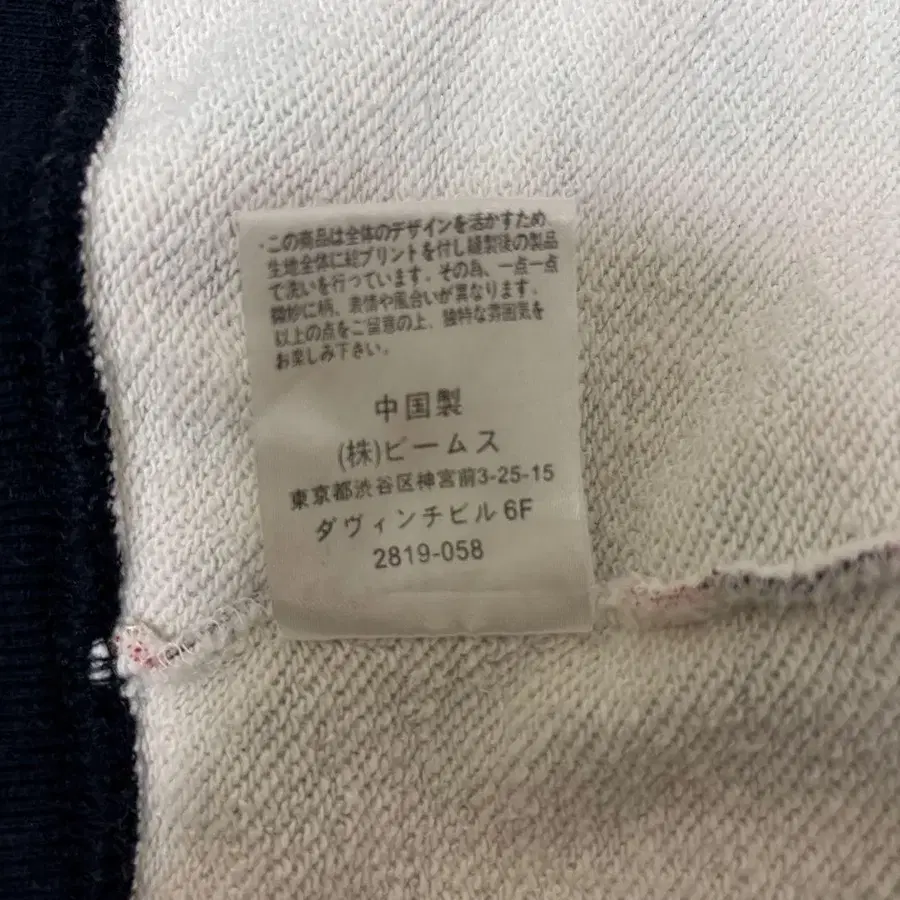 ・この商品は全体のデザインを活かすため、
生地全体に総プリントを付し縫製後の製品
で洗いを行っています。その為、一点一点
微妙に柄、表情や風合いが異なります。
以上の点をご留意の上、独特な雰囲気を
お楽しみ下さい。
中国製
(株)ビームス
東京都渋谷区神宮前3-25-15
ダヴィンチビル6F
2819-058